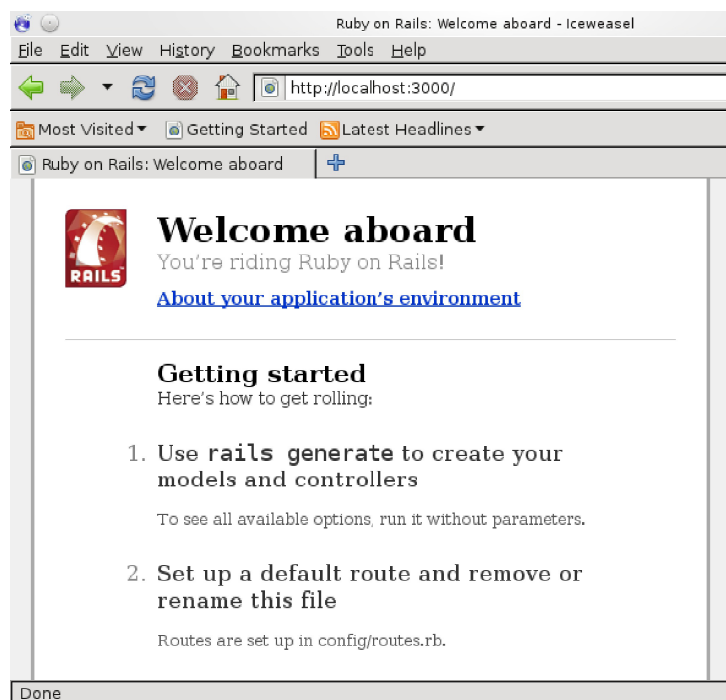 Ruby on Rails: Welcome aboard - Iceweasel
File Edit View History Bookmarks Tools Help
http://localhost:3000/
Most Visited Getting Started Latest Headlines
Ruby on Rails: Welcome aboard
RAILS
Welcome aboard
You're riding Ruby on Rails!
About your application's environment
Getting started
Here's how to get rolling:
1. Use rails generate to create your
models and controllers
To see all available options, run it without parameters.
2. Set up a default route and remove or
rename this file
Routes are set up in config/routes.rb.
Done